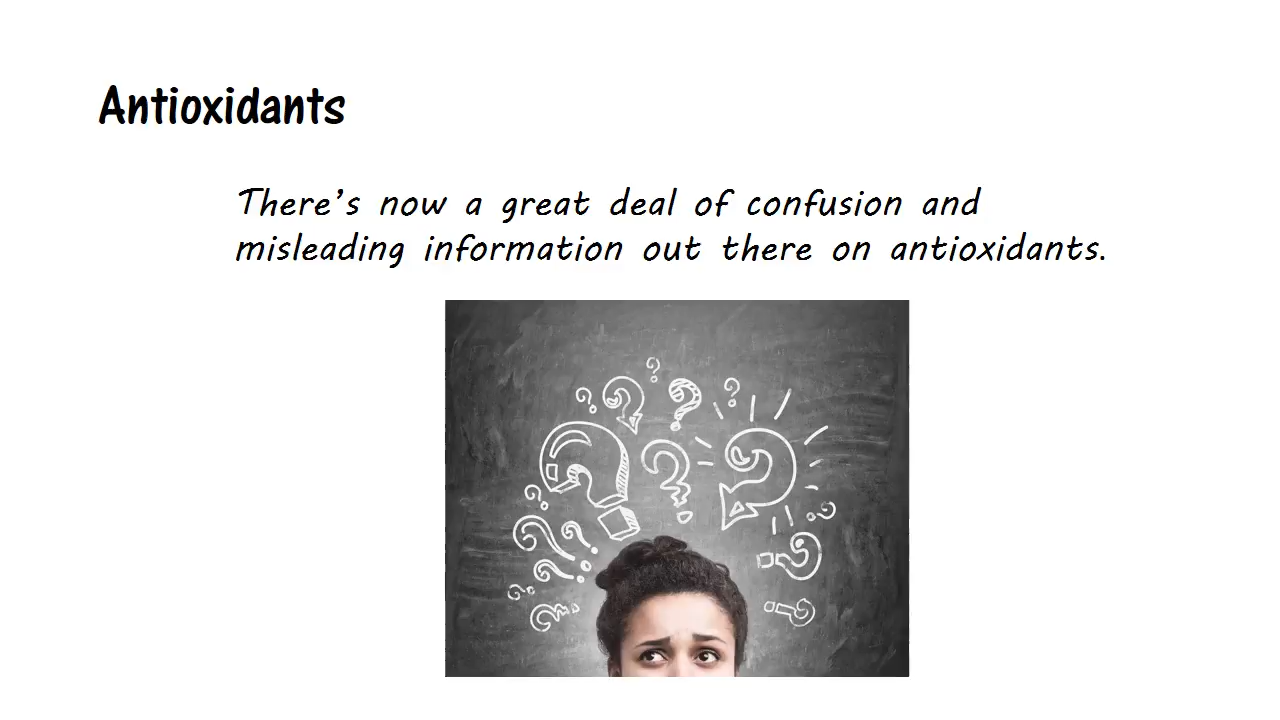 Antioxidants
There’s now a great deal of confusion and
misleading information out there on antioxidants.